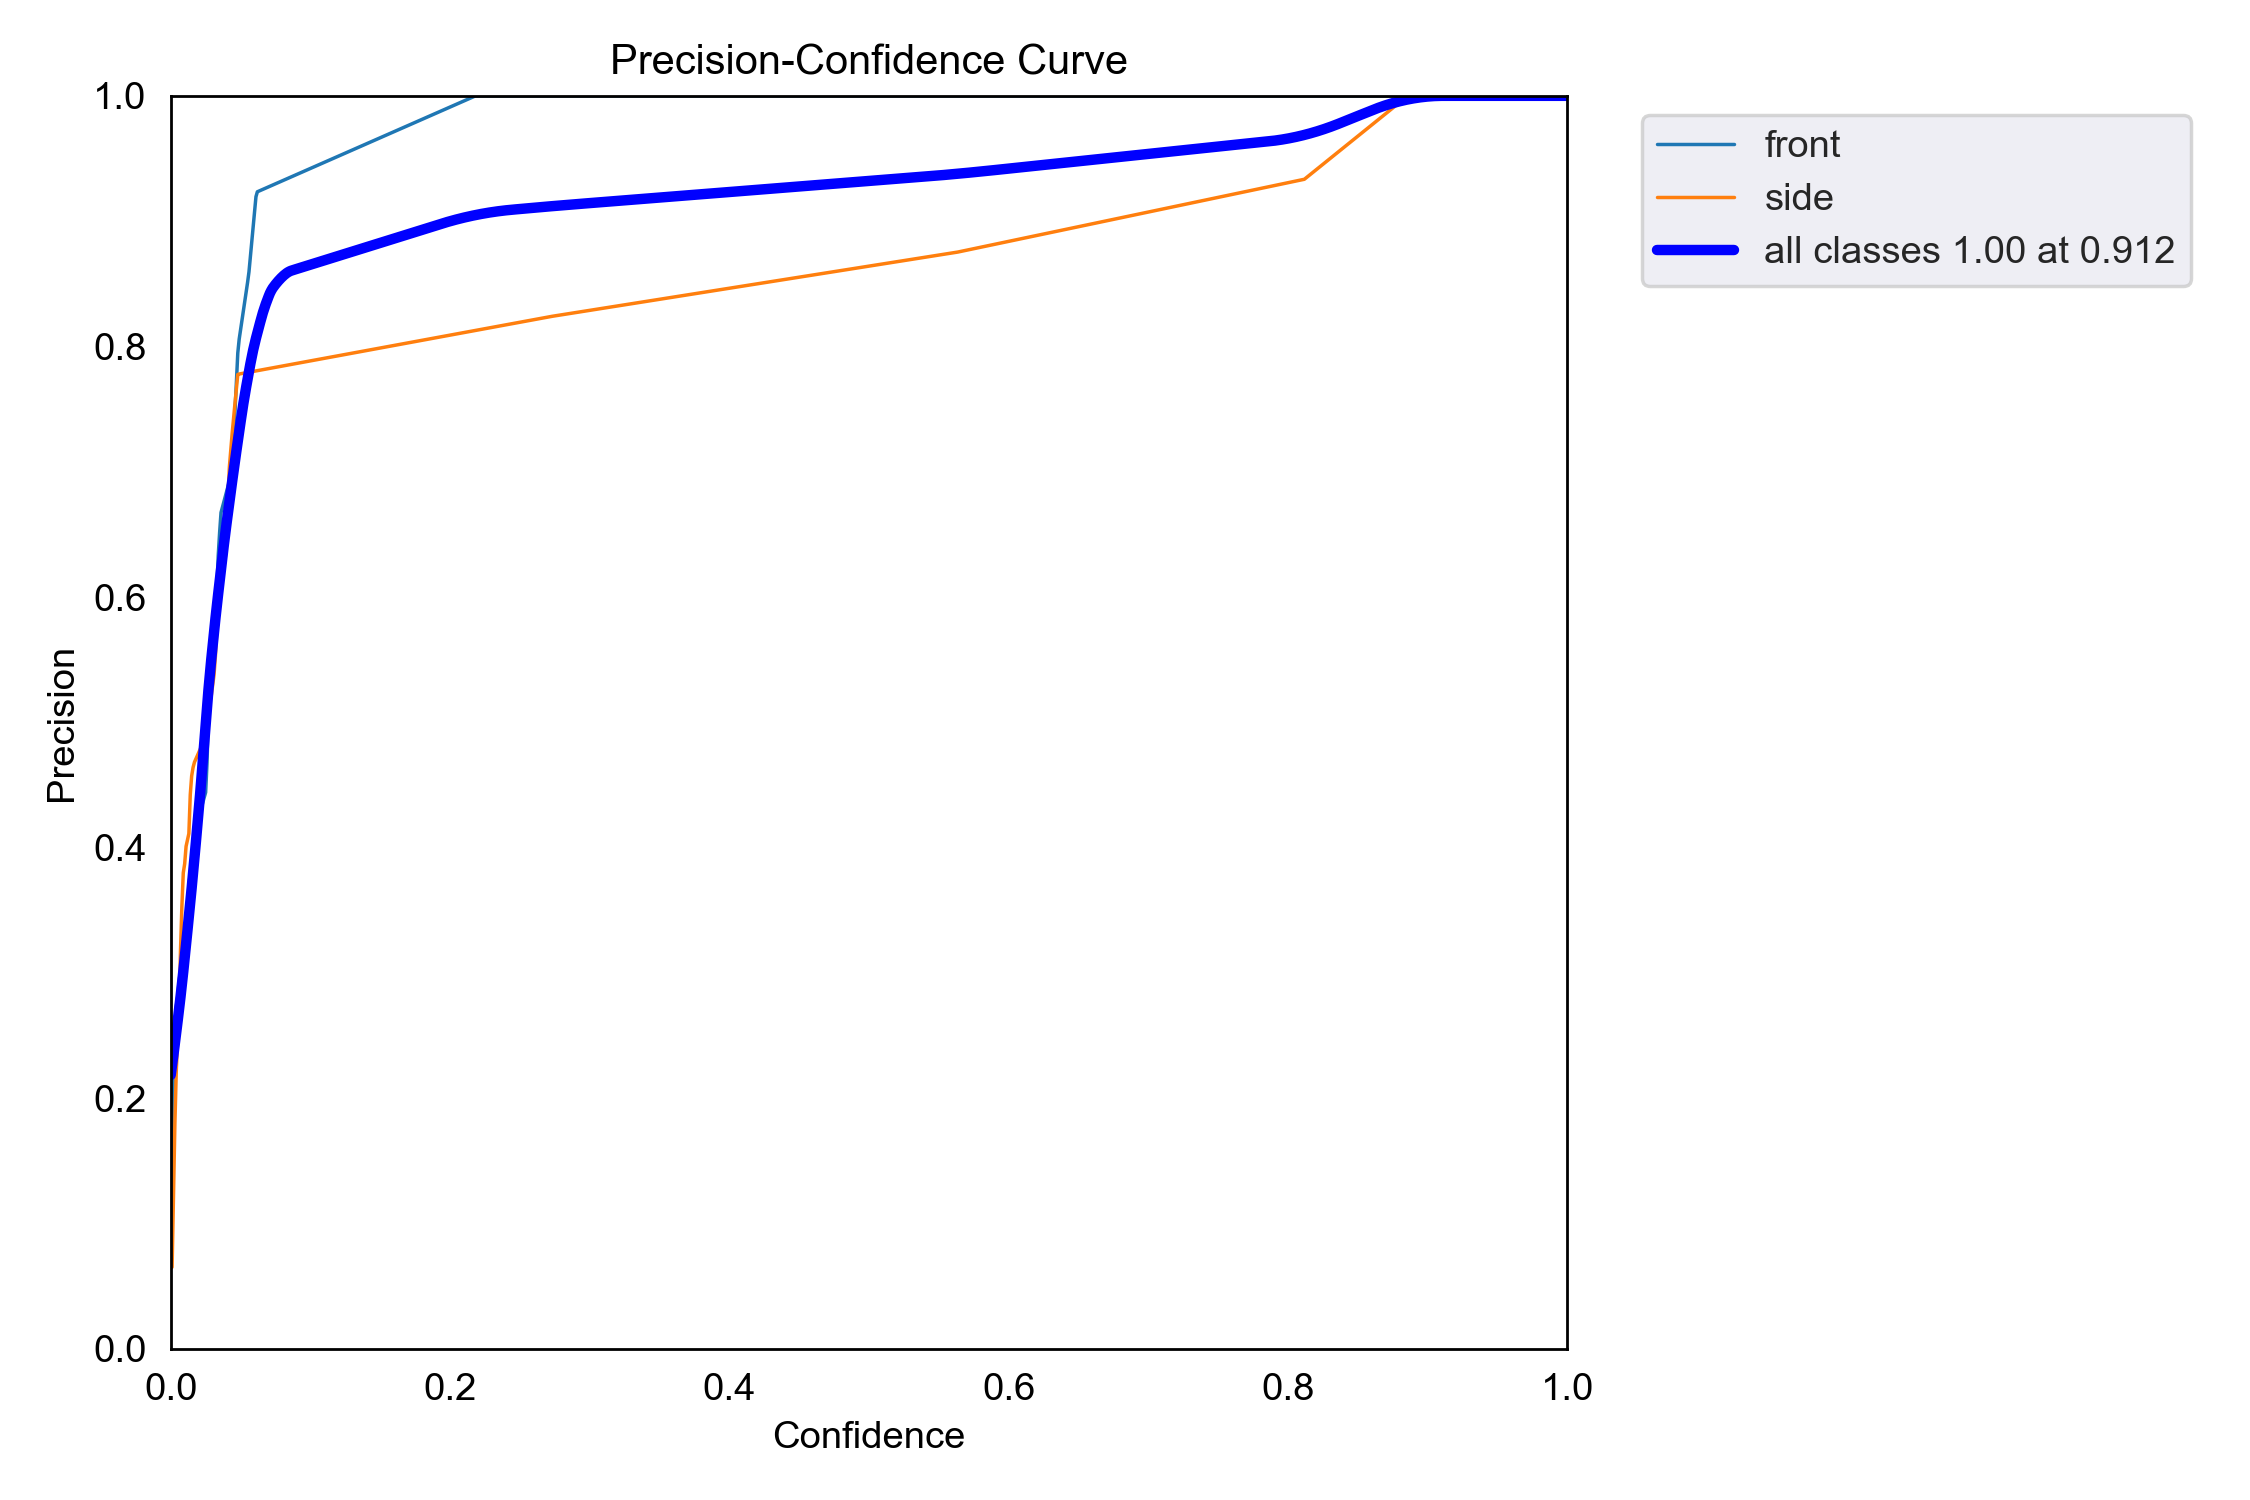 Precision-Confidence Curve
1.0
0.8
0.6
0.4
0.2
0.0
Precision
0.0 0.2 0.4 0.6 0.8 1.0
Confidence
front
side
all classes 1.00 at 0.912